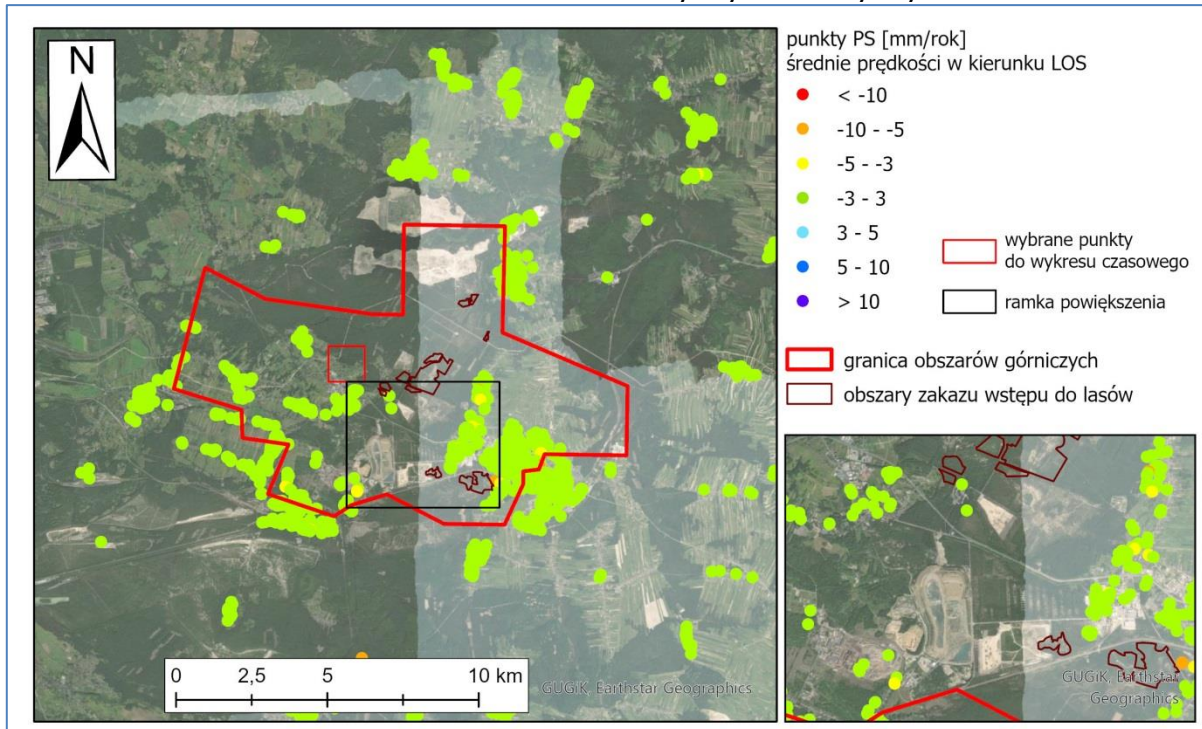 N
punkty PS [mm/rok]
średnie prędkości w kierunku LOS
< -10
-10 - -5
-5 - -3
-3 - 3
3 - 5
5 - 10
> 10
wybrane punkty
do wykresu czasowego
ramka powiększenia
granica obszarów górniczych
obszary zakazu wstępu do lasów
0 2,5 5 10 km
GUGiK, Earthstar Geographics
GUGiK, Earthstar
Geographics